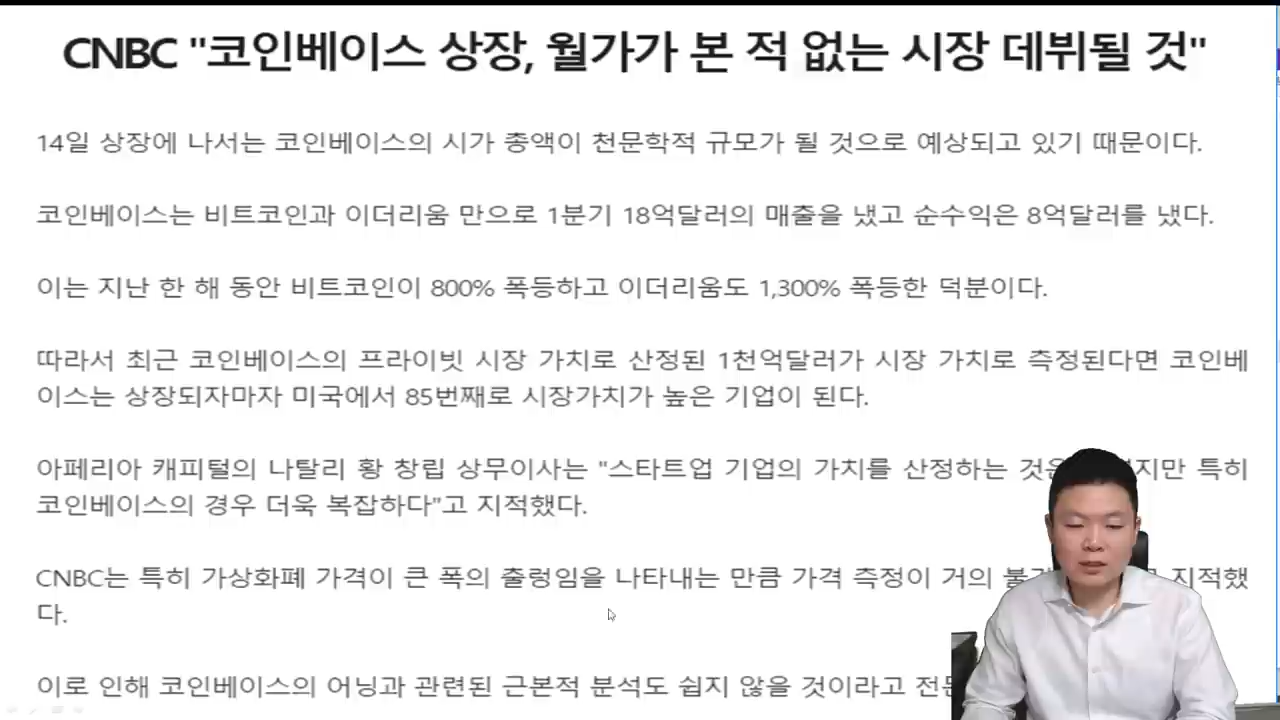 CNBC "코인베이스 상장, 월가가 본 적 없는 시장 데뷔될 것"
14일 상장에 나서는 코인베이스의 시가 총액이 천문학적 규모가 될 것으로 예상되고 있기 때문이다.
코인베이스는 비트코인과 이더리움 만으로 1분기 18억달러의 매출을 냈고 순수익은 8억달러를 냈다.
이는 지난 한 해 동안 비트코인이 800% 폭등하고 이더리움도 1,300% 폭등한 덕분이다.
따라서 최근 코인베이스의 프라이빗 시장 가치로 산정된 1천억달러가 시장 가치로 측정된다면 코인베
이스는 상장되자마자 미국에서 85번째로 시장가치가 높은 기업이 된다.
아페리아 캐피털의 나탈리 황 창립 상무이사는 "스타트업 기업의 가치를 산정하는 특히
코인베이스의 경우 더욱 복잡하다"고 지적했다.
CNBC는 특히 가상화폐 가격이 큰 폭의 출렁임을 나타내는 만큼 가격 측정이 거의 지적했
다.
이로 인해 코인베이스의 어닝과 관련된 근본적 분석도 쉽지 않을 것이라고